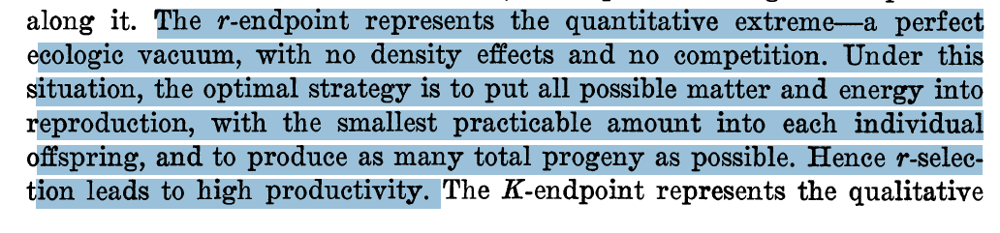 along it. The r-endpoint represents the quantitative extreme—a perfect
ecologic vacuum, with no density effects and no competition. Under this
situation, the optimal strategy is to put all possible matter and energy into
reproduction, with the smallest practicable amount into each individual
offspring, and to produce as many total progeny as possible. Hence r-selec-
tion leads to high productivity. The K-endpoint represents the qualitative